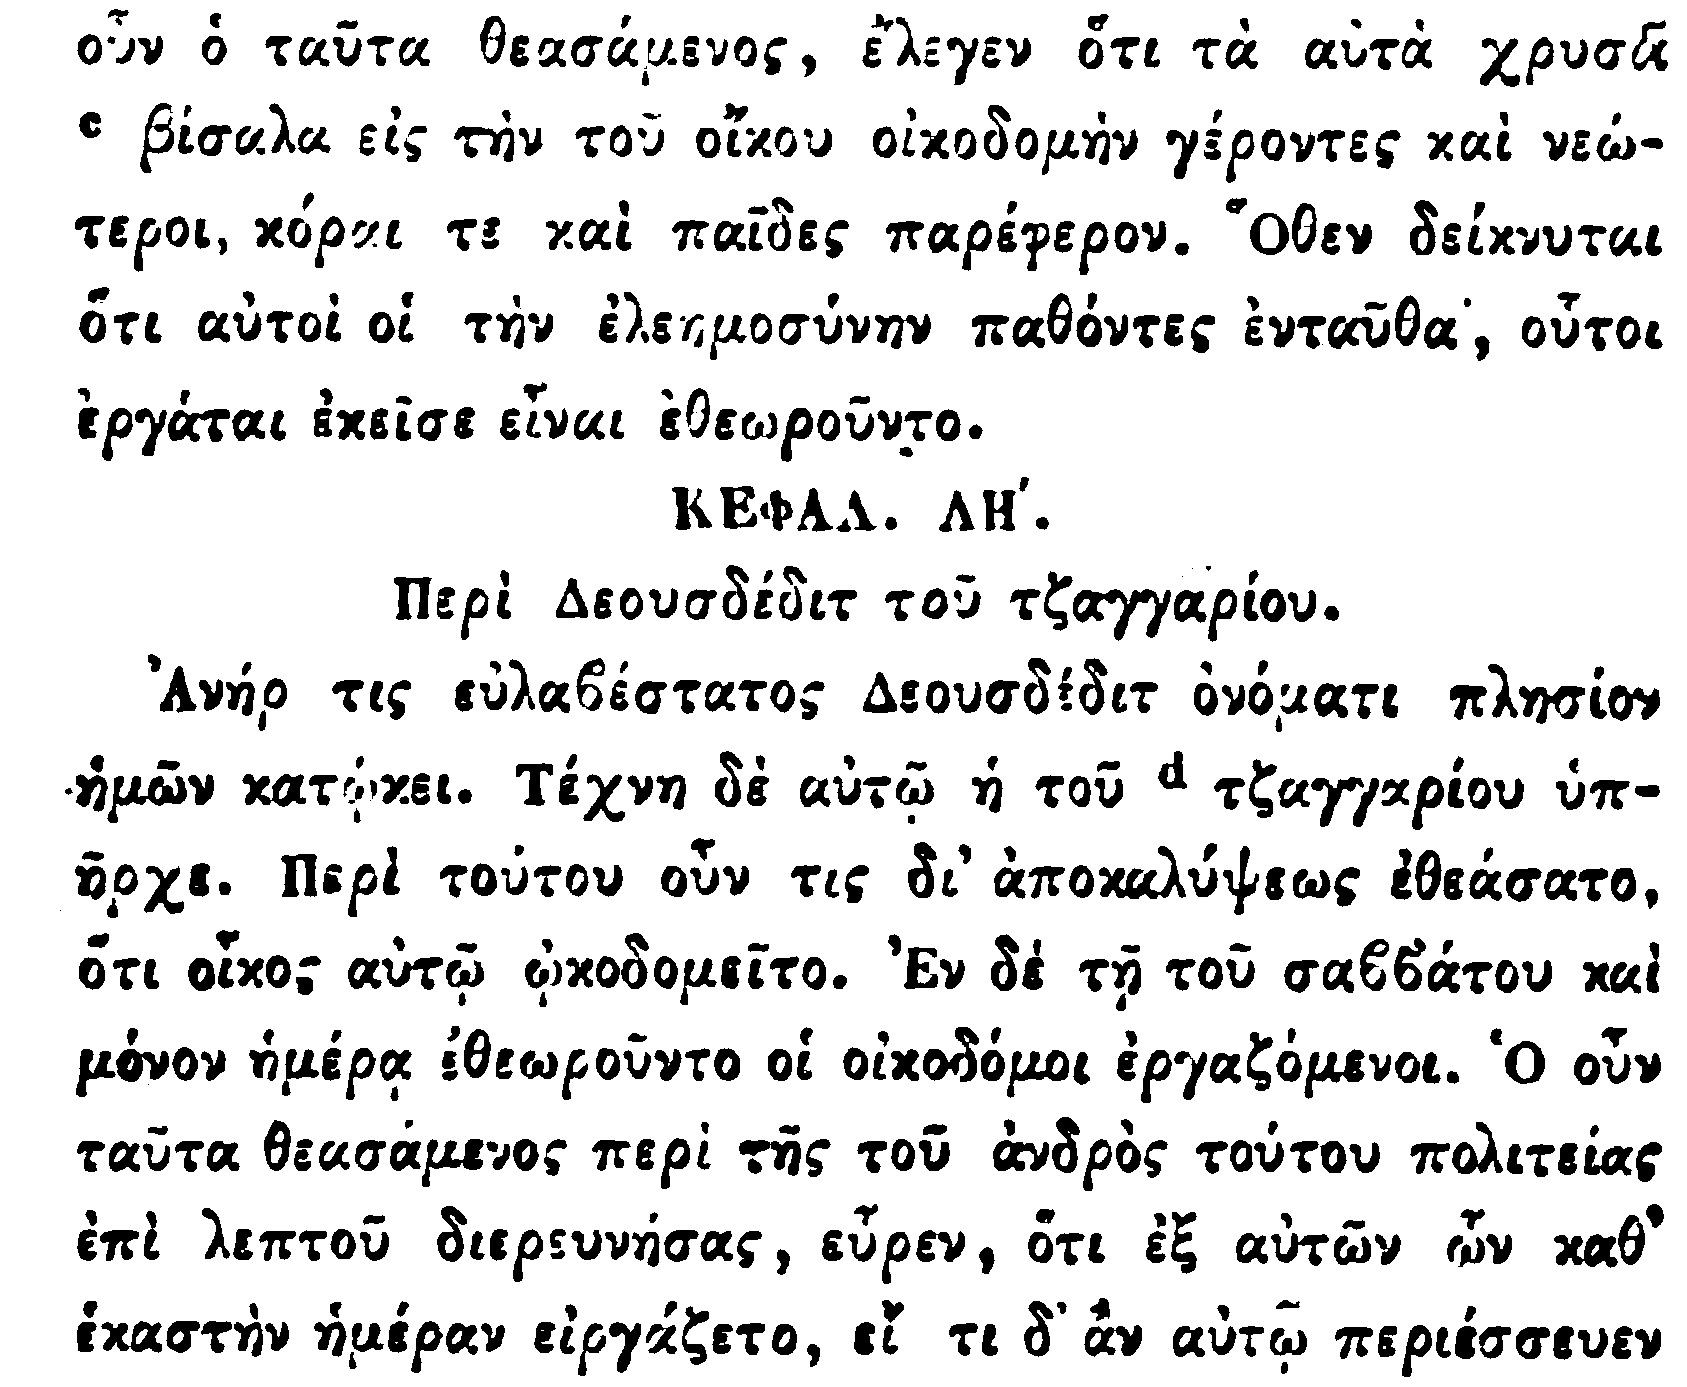 οὖν ὁ ταῦτα θεασάμενος, ἔλεγεν ὅτι τὰ αὐτὰ χρυσᾶ
c βίσαλα εἰς τὴν τοῦ οἴκου οἰκοδομὴν γέροντες καὶ νεώ-
τεροι, κόραι τε καὶ παῖδες παρέφερον. Ὅθεν δείκνυται
ὅτι αὐτοὶ οἱ τὴν ἐλεημοσύνην παθόντες ἐνταῦθα, οὗτοι
ἐργάται ἐκεῖσε εἶναι ἐθεωροῦντο.
ΚΕΦΑΛ. ΛΗ΄.
Περὶ Δεουσδέδιτ τοῦ τζαγγαρίου.
Ἀνήρ τις εὐλαβέστατος Δεουσδέδιτ ὀνόματι πλησίον
ἡμῶν κατῴκει. Τέχνη δὲ αὐτῷ ἡ τοῦ d τζαγγαρίου ὑπ-
ῆρχε. Περὶ τούτου οὖν τις δι' ἀποκαλύψεως ἐθεάσατο,
ὅτι οἶκος αὐτῷ ᾠκοδομεῖτο. Ἐν δὲ τῇ τοῦ σαββάτου καὶ
μόνον ἡμέρᾳ ἐθεωροῦντο οἱ οἰκοδόμοι ἐργαζόμενοι. Ὁ οὖν
ταῦτα θεασάμενος περὶ τῆς τοῦ ἀνδρὸς τούτου πολιτείας
ἐπὶ λεπτοῦ διερευνήσας, εὗρεν, ὅτι ἐξ αὐτῶν ὧν καθ'
ἑκαστὴν ἡμέραν εἰργάζετο, εἴ τι δ' ἂν αὐτῷ περιέσσευεν